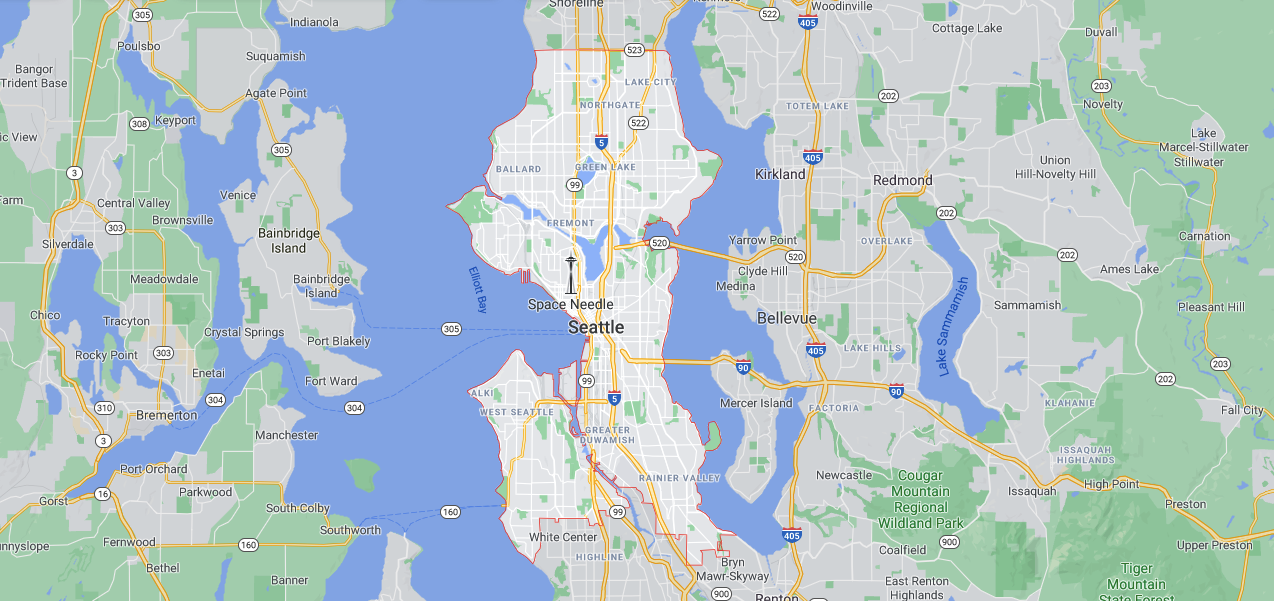 Shoreline
Woodinville
305
Indianola
522
405
Cottage Lake
Duvall
Poulsbo
523
Squamish
Bangor
Trident Base
LAKE CITY
203
Agate Point
202
NORTHGATE
TOTEM LAKE
Novelty
308
Keyport
522
ic View
5
Lake
Marcel-Stillwater
Stillwater
305
405
Union
Hill-Novelty Hill
3
BALLARD
GREEN LAKE
Kirkland
Redmond
99
Venice
Farm
Central Valley
202
Brownsville
303
FREMONT
Bainbridge
Island
Carnation
Silverdale
520
Yarrow Point
OVERLAKE
520
202
Clyde Hill
Ames Lake
Meadowdale
Bainbridge
Island
Elliott Bay
Medina
Space Needle
Sammamish
Pleasant Hill
Chico
Tracyton
Crystal Springs
305
Seattle
Bellevue
Lake Sammamish
Port Blakely
Rocky Point
303
405
LAKE HILLS
Enetai
90
203
Fort Ward
99
202
ALKI
5
90
304
304
Mercer Island
KLAHANIE
310
Bremerton
WEST SEATTLE
FACTORIA
Fall City
3
Manchester
GREATER
DUWAMISH
ISSAQUAH
HIGHLANDS
Port Orchard
RAINIER VALLEY
Newcastle
Cougar
Mountain
Regional
Wildland Park
High Point
16
Parkwood
Issaquah
Gorst
South Colby
160
99
Preston
Southworth
405
nnyslope
Fernwood
160
White Center
900
Upper Preston
Coalfield
HIGHLINE
Bethel
Bryn
Mawr-Skyway
Tiger
Mountain
State Forest
Banner
East Renton
Highlands
900
Renton